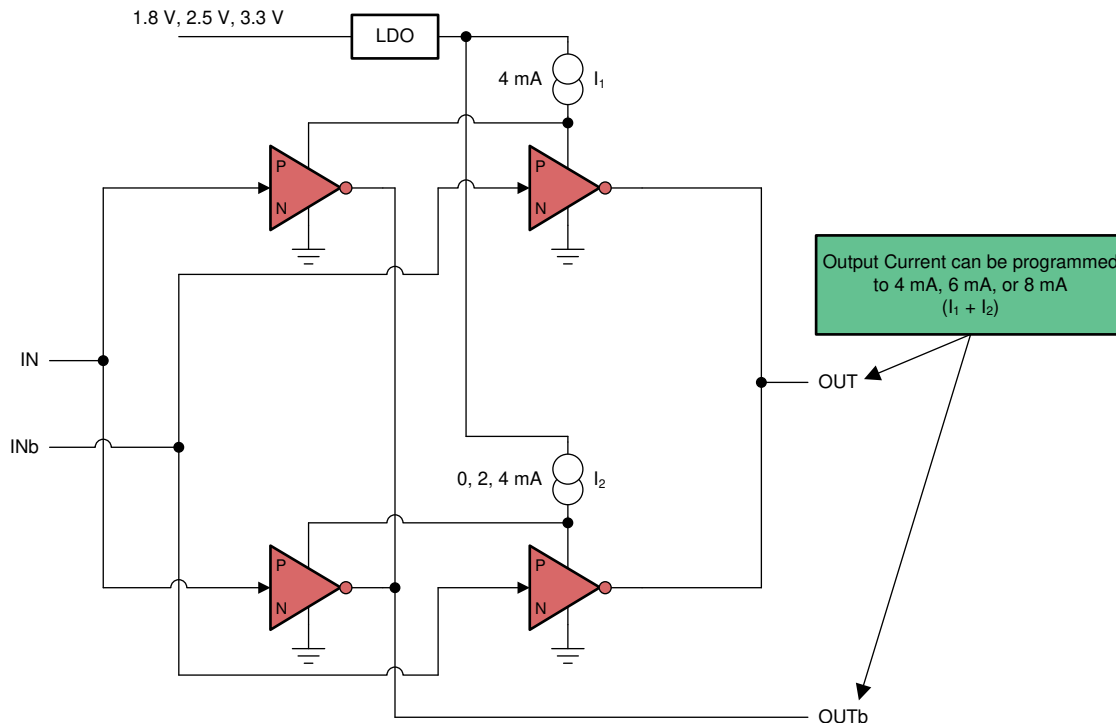 1.8 V, 2.5 V, 3.3 V
LDO
4 mA
I₁
P
N
P
N
Output Current can be programmed
to 4 mA, 6 mA, or 8 mA
(I₁ + I₂)
IN
OUT
INb
0, 2, 4 mA
I₂
P
N
P
N
OUTb